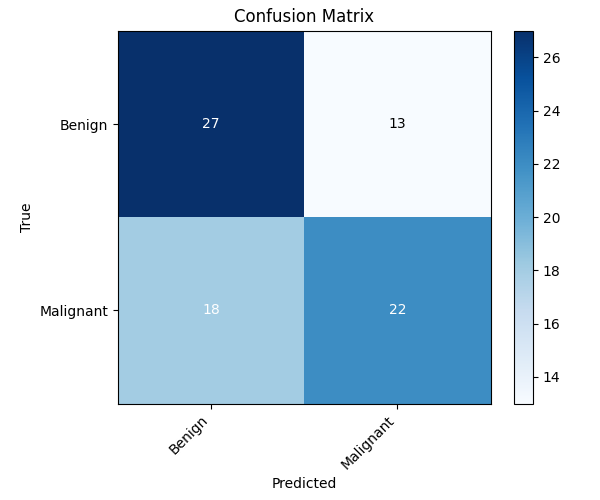 Confusion Matrix
True
Benign
27
13
Malignant
18
22
Benign
Malignant
Predicted
26
24
22
20
18
16
14